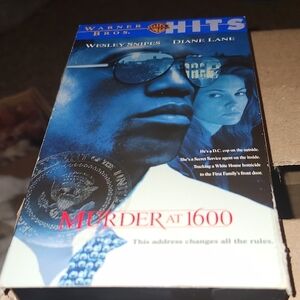 WARNER BROS.
WB
HITS
WESLEY SNIPES
DIANE LANE
He's a D.C. cop on the outside.
She's a Secret Service agent on the inside.
Tracking a White House homicide
to the First Family's front door.
MURDER AT 1600
This address changes all the rules.